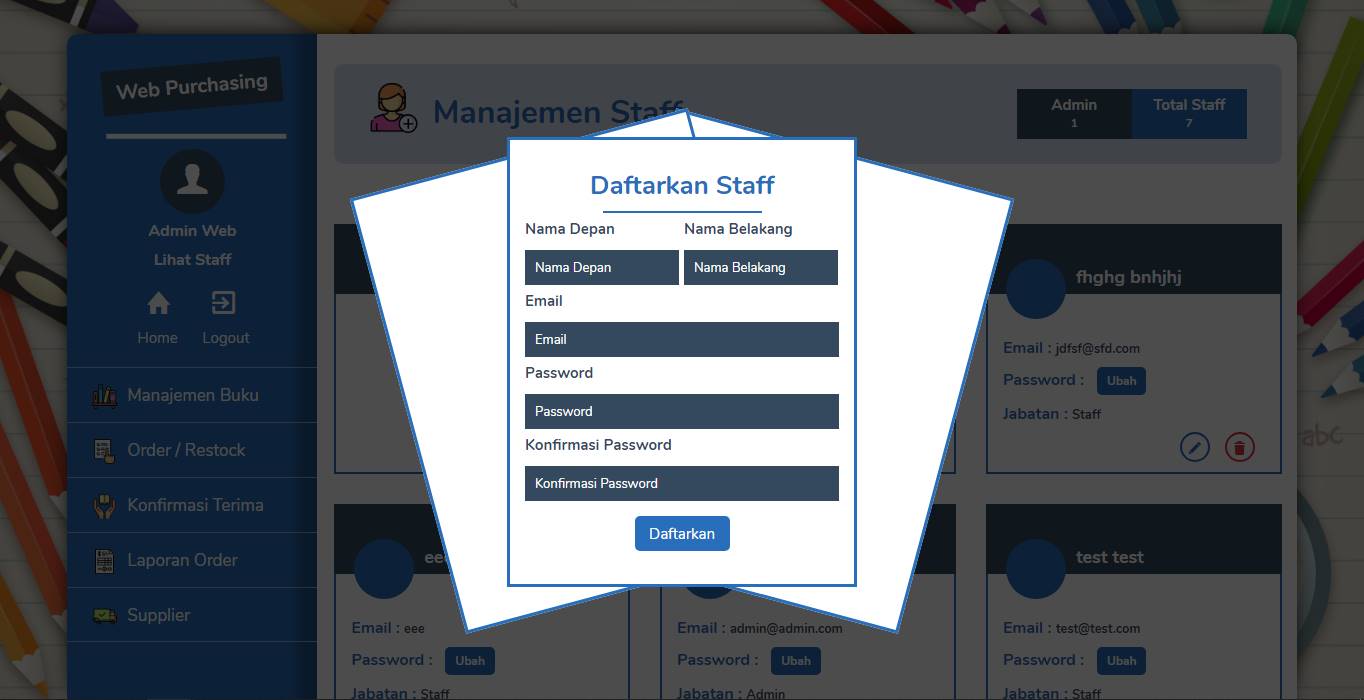 Web Purchasing
Admin Web
Lihat Staff
Home Logout
Manajemen Buku
Order / Restock
Konfirmasi Terima
Laporan Order
Supplier
Manajemen Staff
Admin
1
Total Staff
7
Daftarkan Staff
Nama Depan Nama Belakang
Nama Depan Nama Belakang
Email
Email
Password
Password
Konfirmasi Password
Konfirmasi Password
Daftarkan
fhghg bnhjhj
Email : jdfsf@sfd.com
Password : Ubah
Jabatan : Staff
Email : eee
Password : Ubah
Jabatan : Staff
Email : admin@admin.com
Password : Ubah
Jabatan : Admin
test test
Email : test@test.com
Password : Ubah
Jabatan : Staff
abc